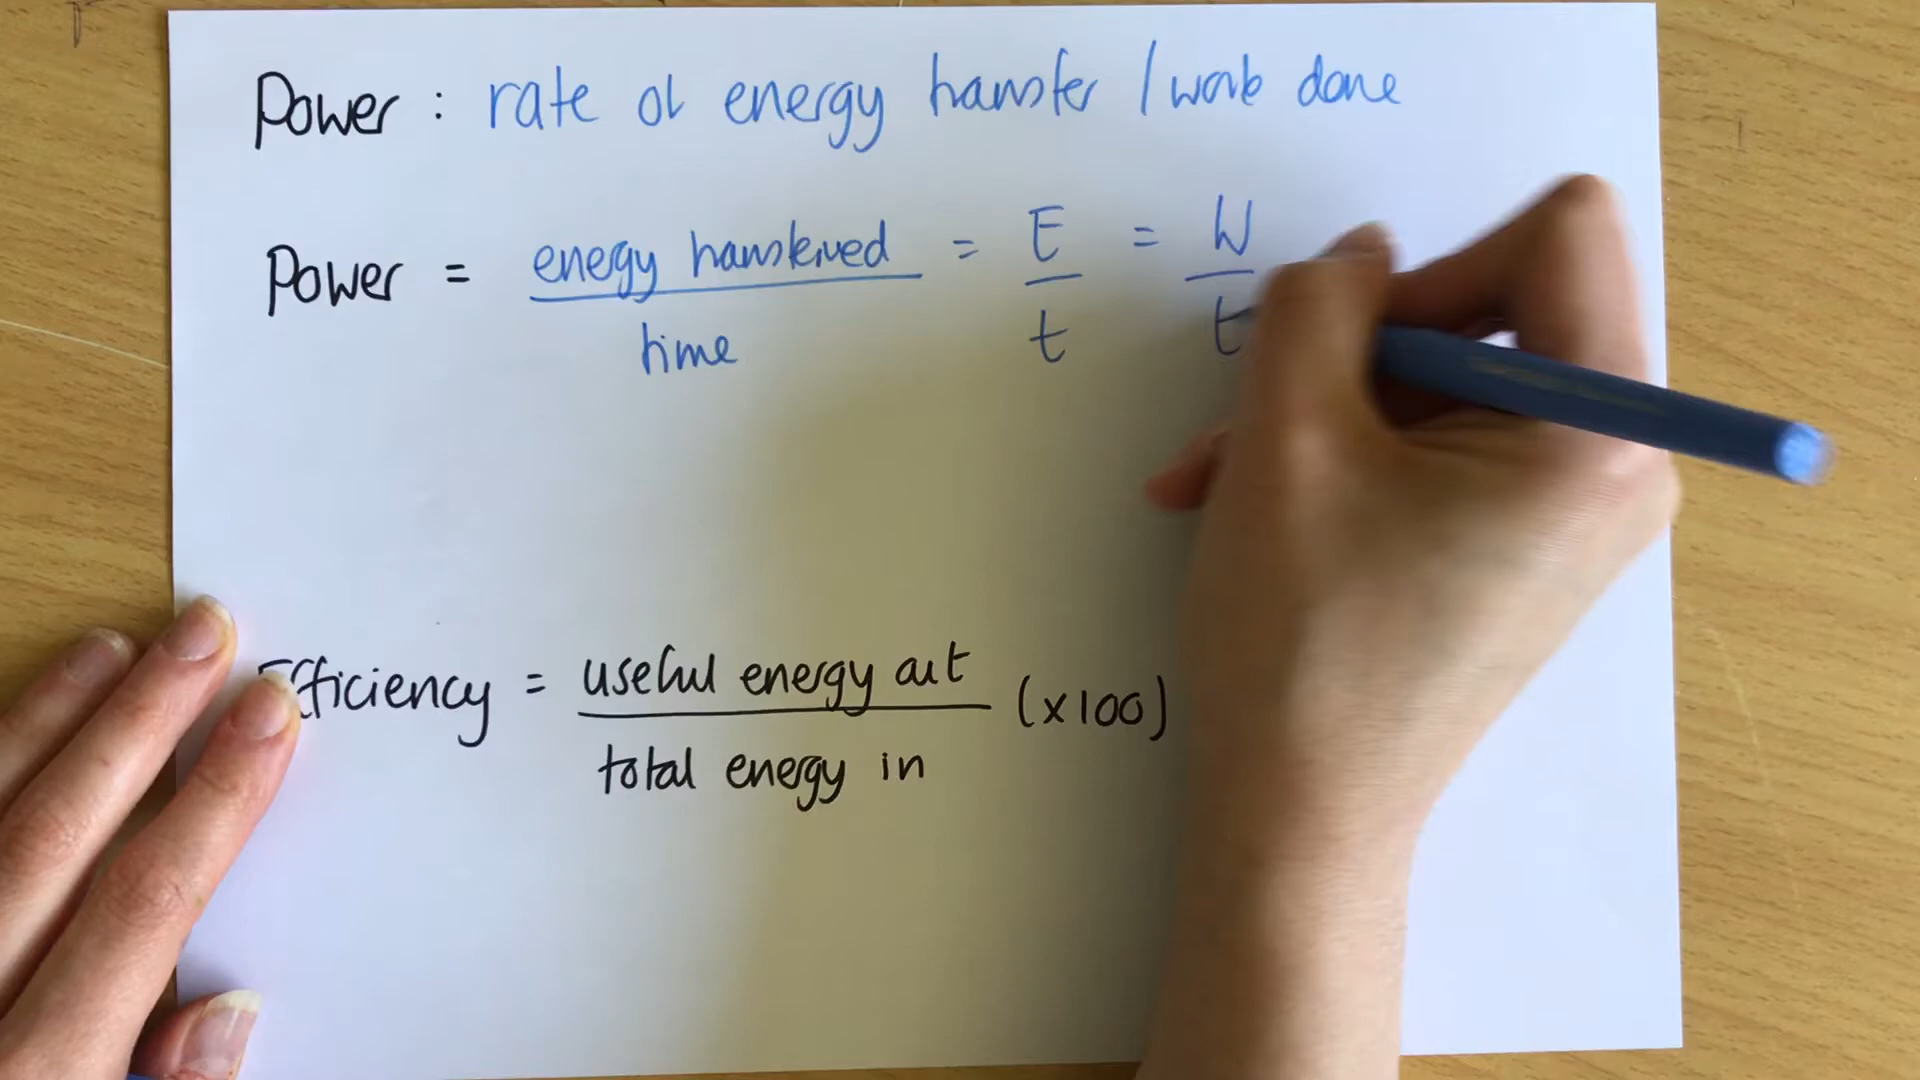 Power : rate of energy transfer / work done
Power = energy transferred = E = W
time t t
Efficiency = useful energy out (x100)
total energy in